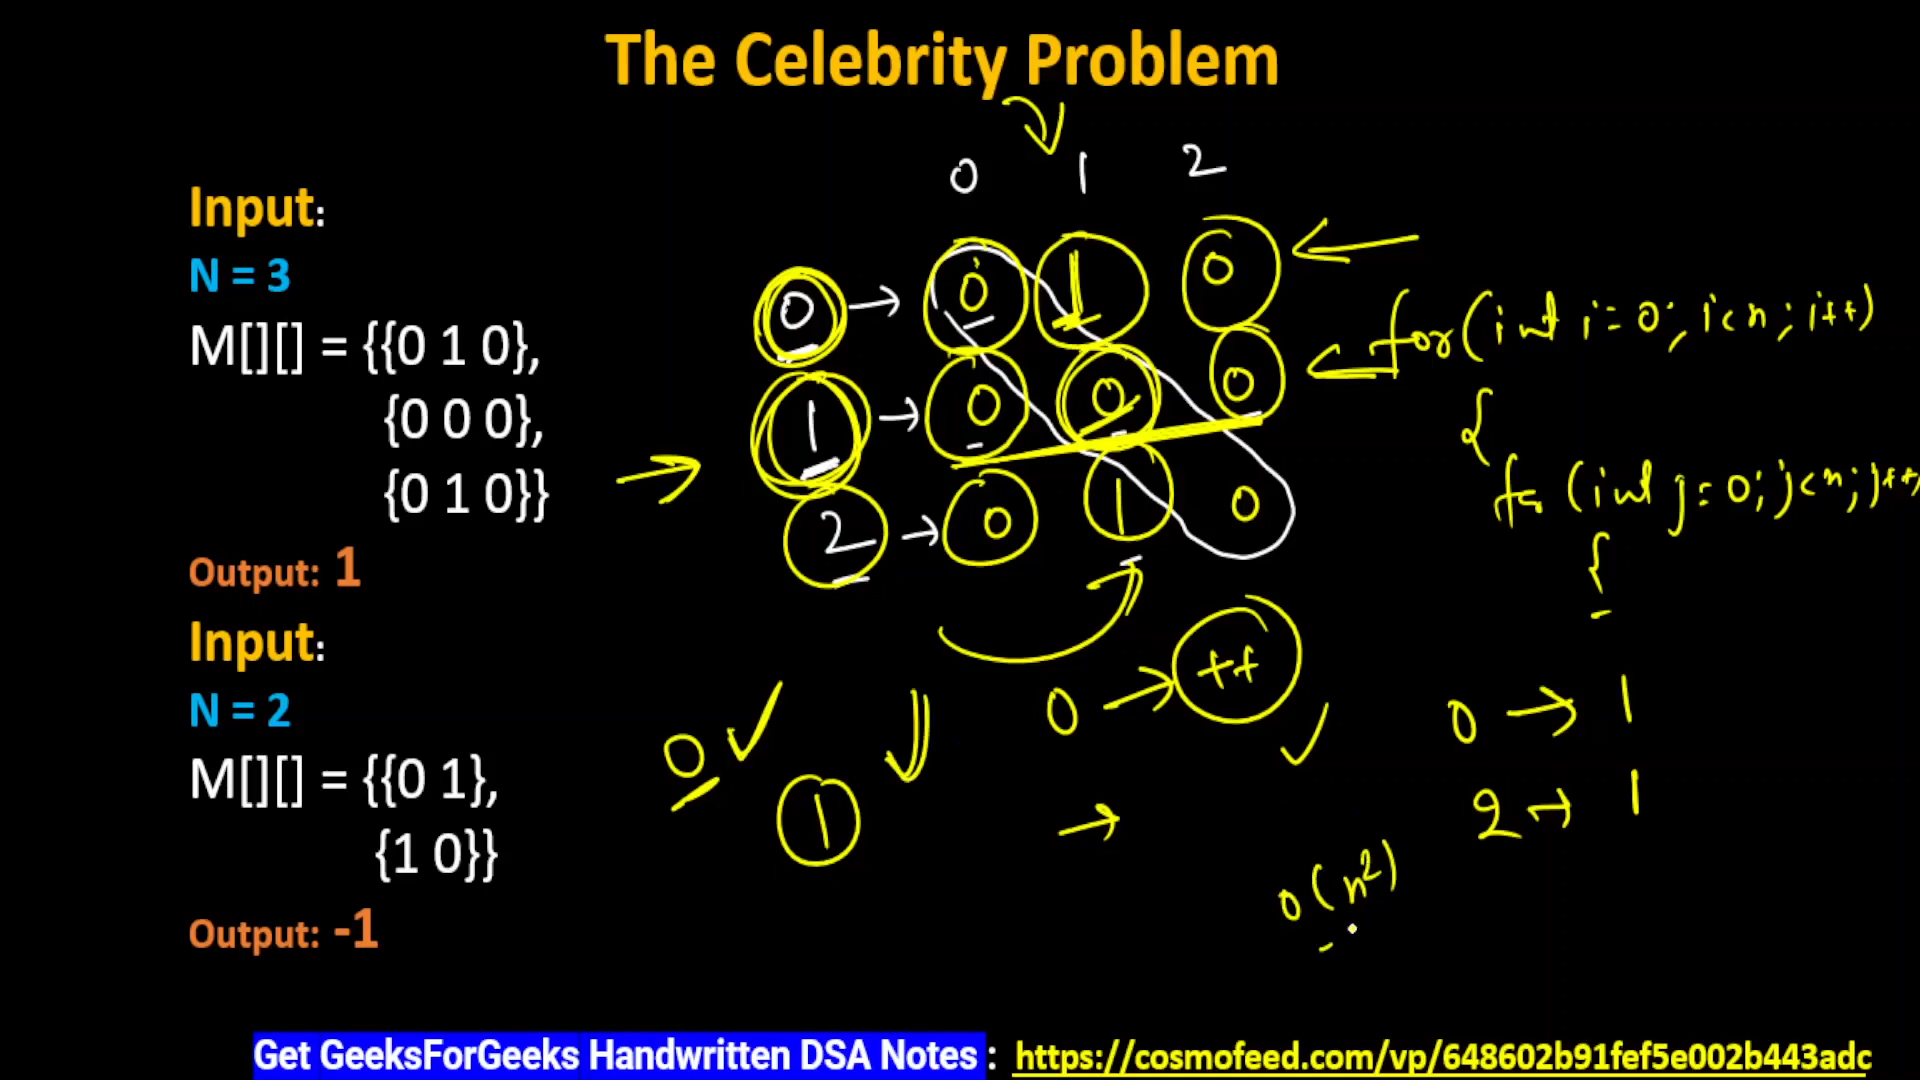 The Celebrity Problem
0 1 2
Input:
N = 3
M[][] = {{0 1 0},
{0 0 0},
{0 1 0}}
Output: 1
Input:
N = 2
M[][] = {{0 1},
{1 0}}
Output: -1
0 → 0 1 0
1 → 0 0 0
2 → 0 1 0
for (int i = 0; i < n; i++)
{
for (int j = 0; j < n; j++
{
0 → ++
0 ✓
1
0 → 1
2 → 1
O(n²)
Get GeeksForGeeks Handwritten DSA Notes : https://cosmofeed.com/vp/648602b91fef5e002b443adc